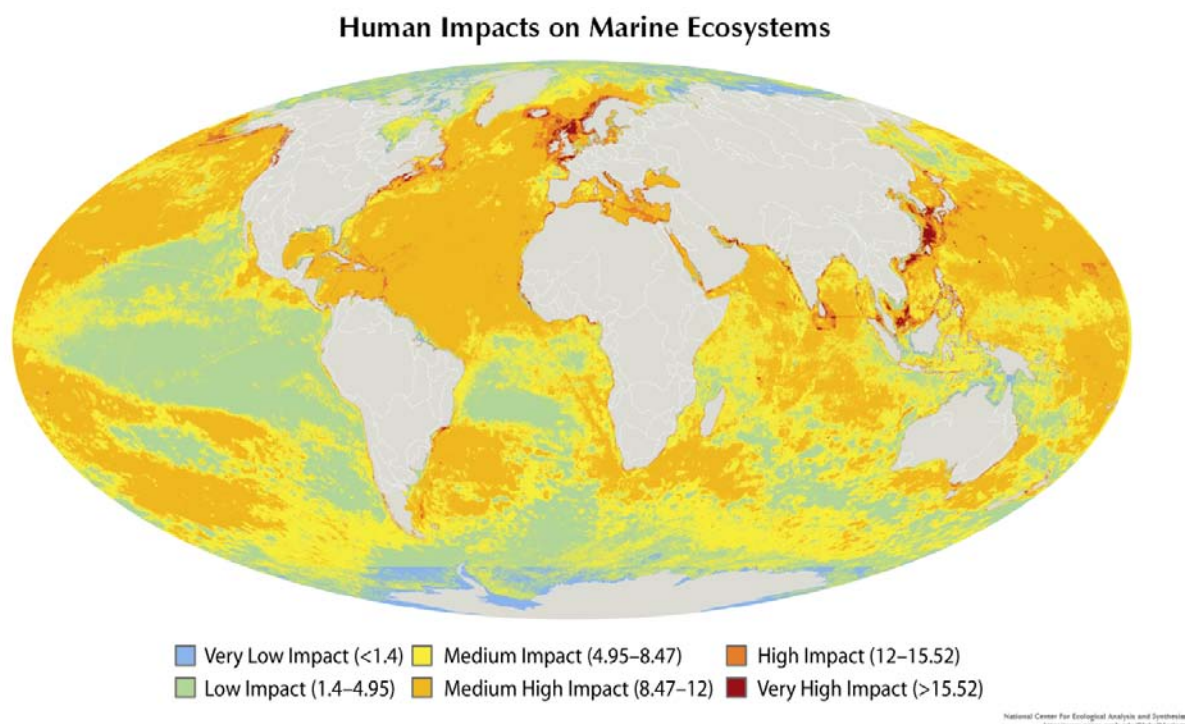 Human Impacts on Marine Ecosystems
Very Low Impact (<1.4)
Medium Impact (4.95–8.47)
High Impact (12–15.52)
Low Impact (1.4–4.95)
Medium High Impact (8.47–12)
Very High Impact (>15.52)
National Center For Ecological Analysis and Synthesis